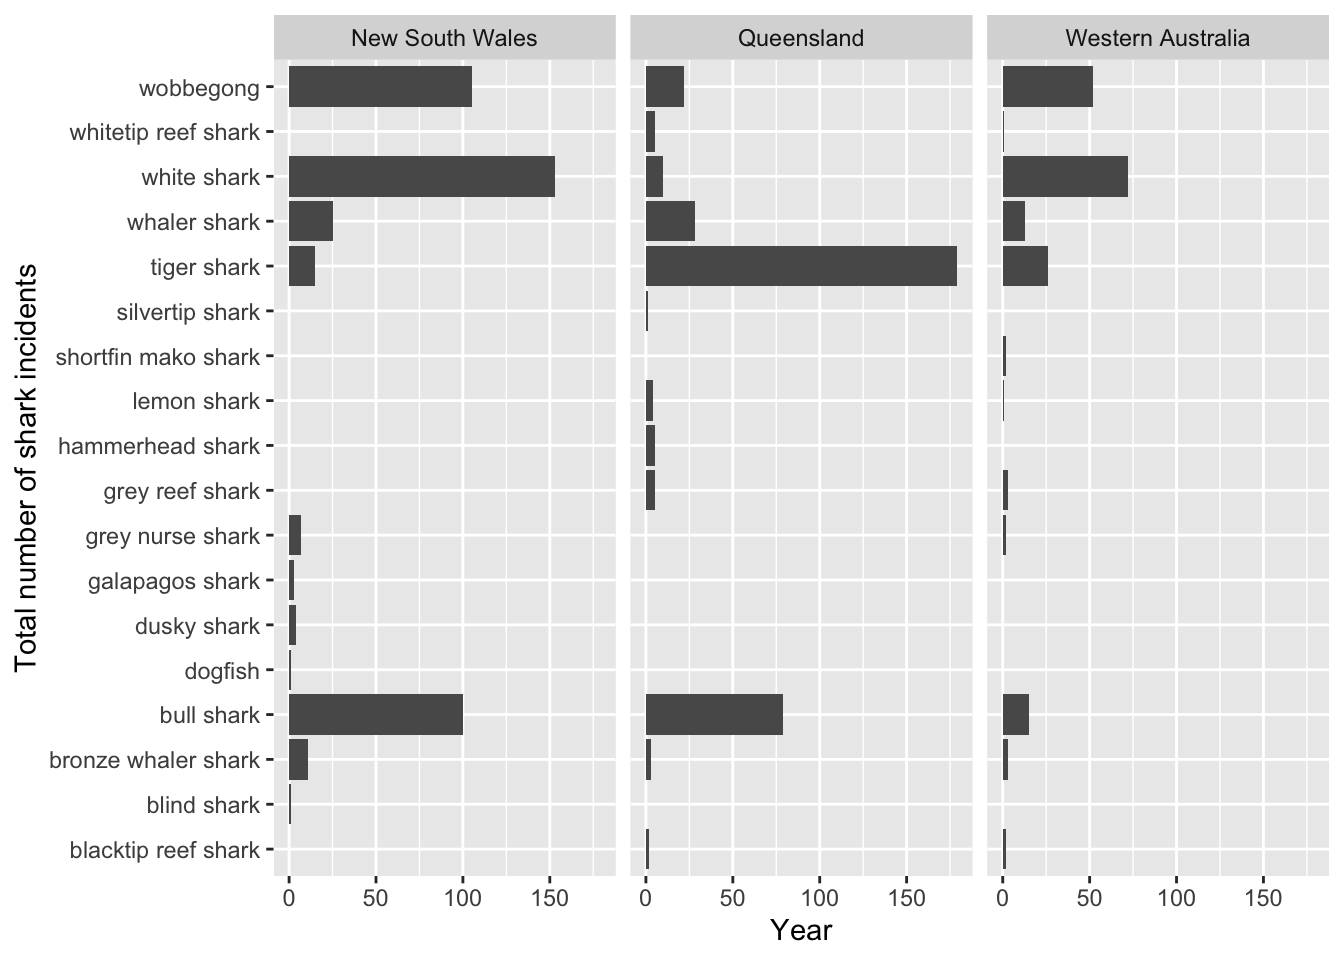 New South Wales
Queensland
Western Australia
wobbegong
whitetip reef shark
white shark
whaler shark
tiger shark
silvertip shark
shortfin mako shark
lemon shark
hammerhead shark
grey reef shark
grey nurse shark
galapagos shark
dusky shark
dogfish
bull shark
bronze whaler shark
blind shark
blacktip reef shark
Total number of shark incidents
0 50 100 150
0 50 100 150
0 50 100 150
Year